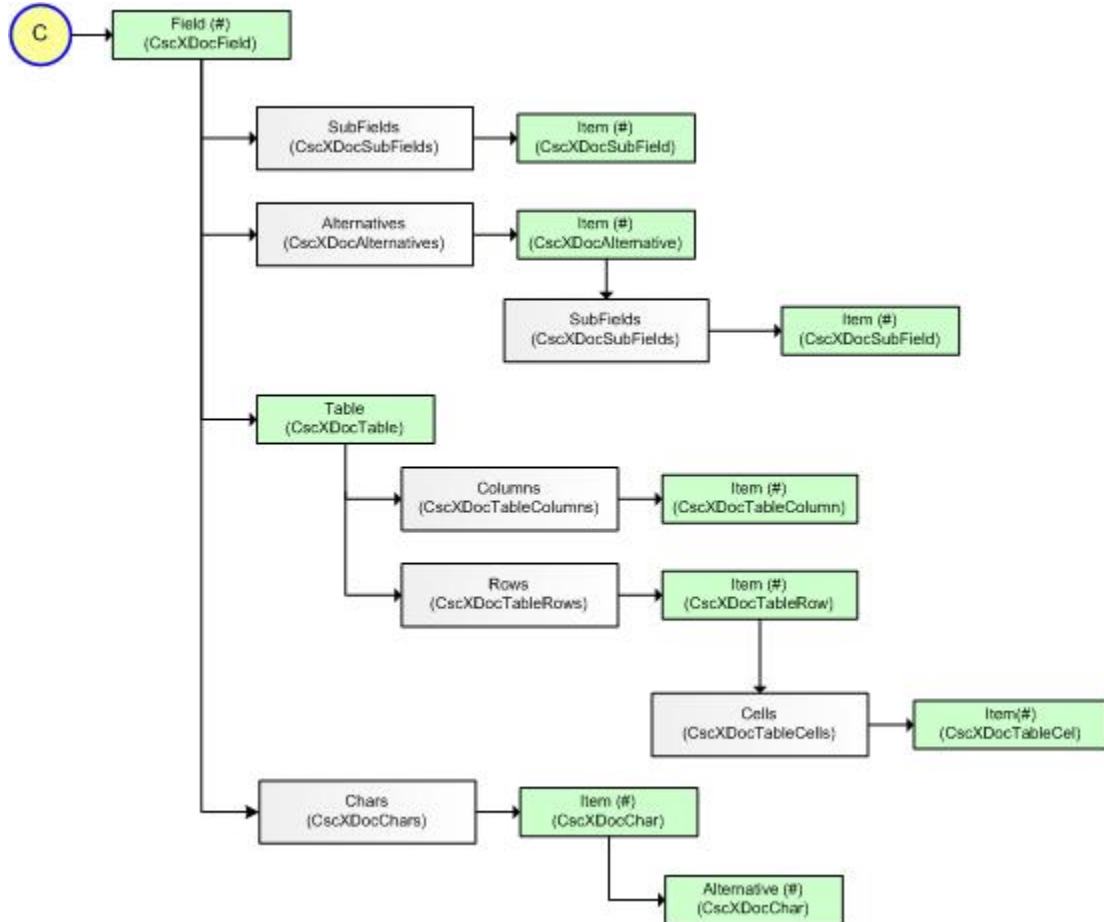 C
Field (#)
(CscXDocField)
SubFields
(CscXDocSubFields)
Item (#)
(CscXDocSubField)
Alternatives
(CscXDocAlternatives)
Item (#)
(CscXDocAlternative)
SubFields
(CscXDocSubFields)
Item (#)
(CscXDocSubField)
Table
(CscXDocTable)
Columns
(CscXDocTableColumns)
Item (#)
(CscXDocTableColumn)
Rows
(CscXDocTableRows)
Item (#)
(CscXDocTableRow)
Cells
(CscXDocTableCells)
Item(#)
(CscXDocTableCel)
Chars
(CscXDocChars)
Item (#)
(CscXDocChar)
Alternative (#)
(CscXDocChar)